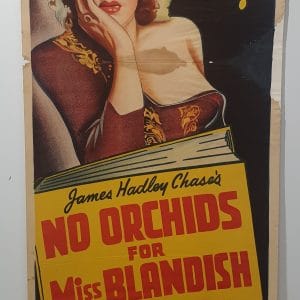 James Hadley Chase's
NO ORCHIDS
FOR
Miss BLANDISH